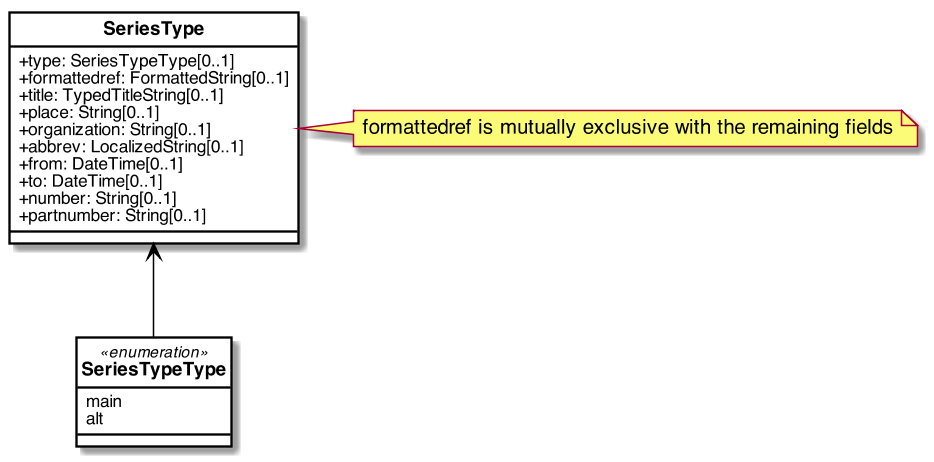 SeriesType
+type: SeriesTypeType[0..1]
+formattedref: FormattedString[0..1]
+title: TypedTitleString[0..1]
+place: String[0..1]
+organization: String[0..1]
+abbrev: LocalizedString[0..1]
+from: DateTime[0..1]
+to: DateTime[0..1]
+number: String[0..1]
+partnumber: String[0..1]
formattedref is mutually exclusive with the remaining fields
«enumeration»
SeriesTypeType
main
alt